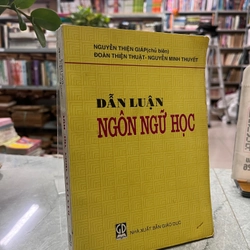 NGUYỄN THIỆN GIÁP (chủ biên)
ĐOÀN THIỆN THUẬT - NGUYỄN MINH THUYẾT
DẪN LUẬN
NGÔN NGỮ HỌC
NHÀ XUẤT BẢN GIÁO DỤC